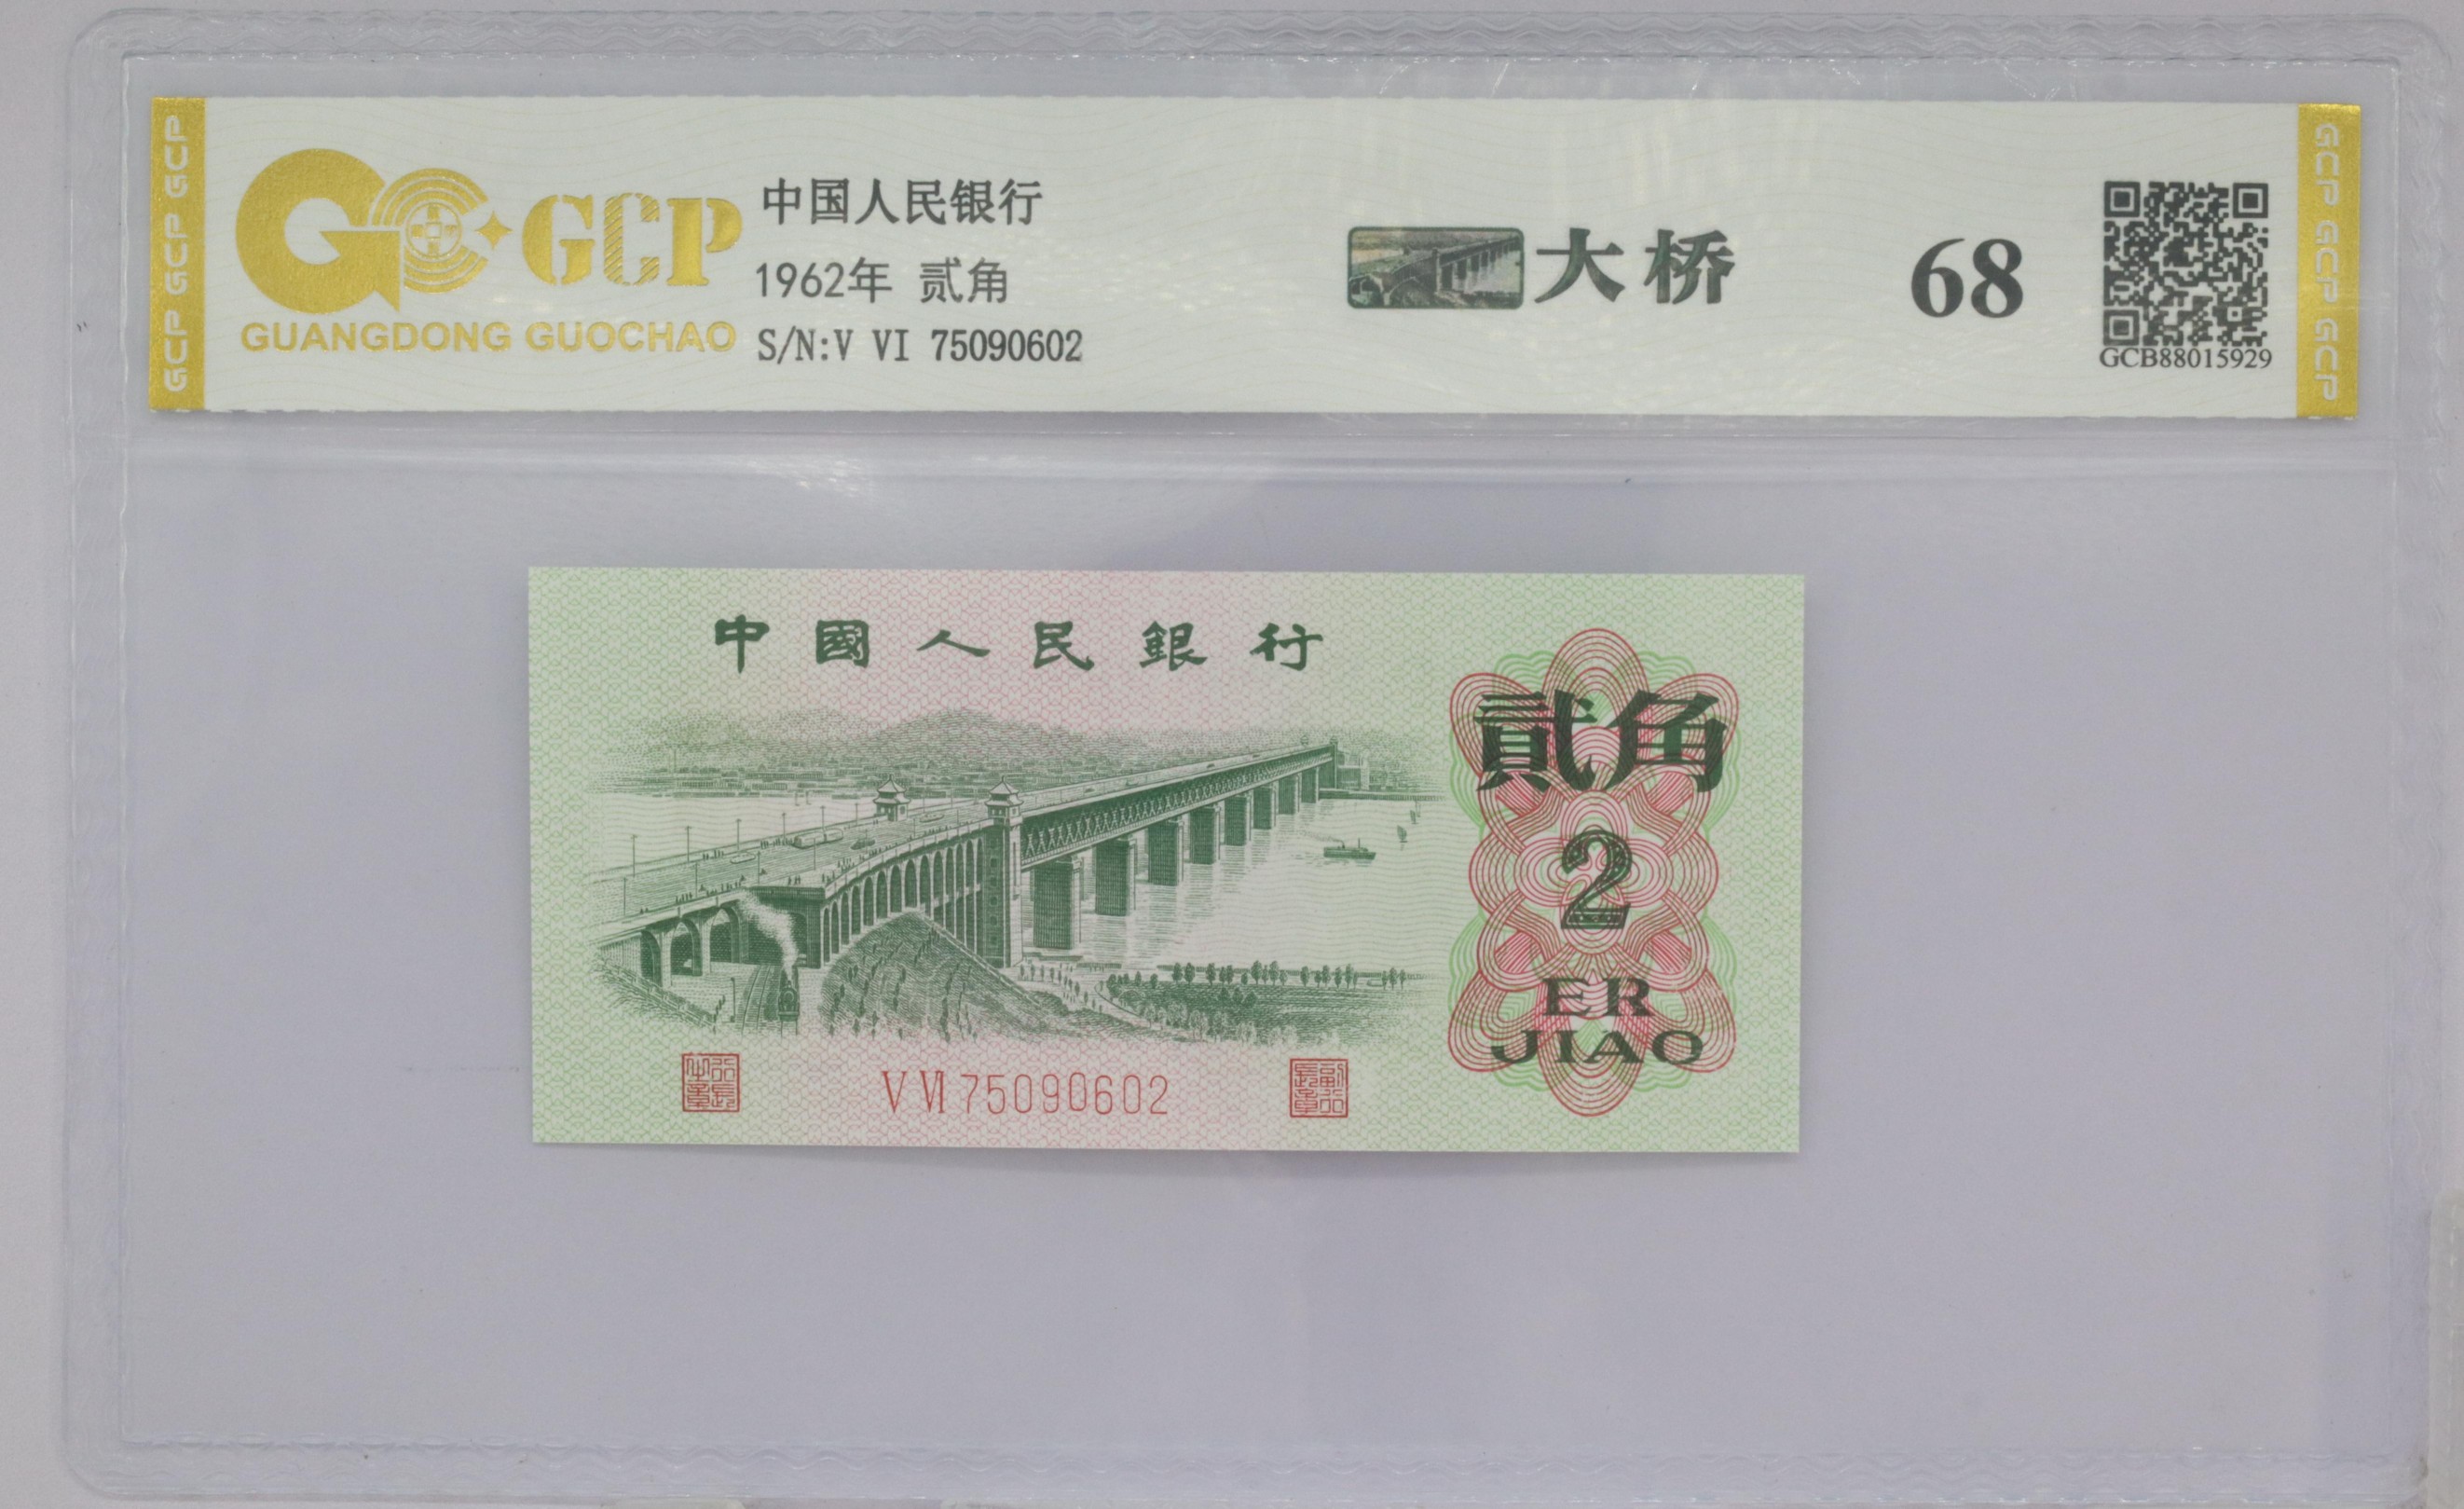 GCP GCP GCP
GCP
GUANGDONG GUOCHAO
中国人民银行
1962年 贰角
S/N:V VI 75090602
大桥
68
GCB88015929
GCP GCP GCP
中國人民銀行
貳角
2
ER
JIAO
V VI 75090602